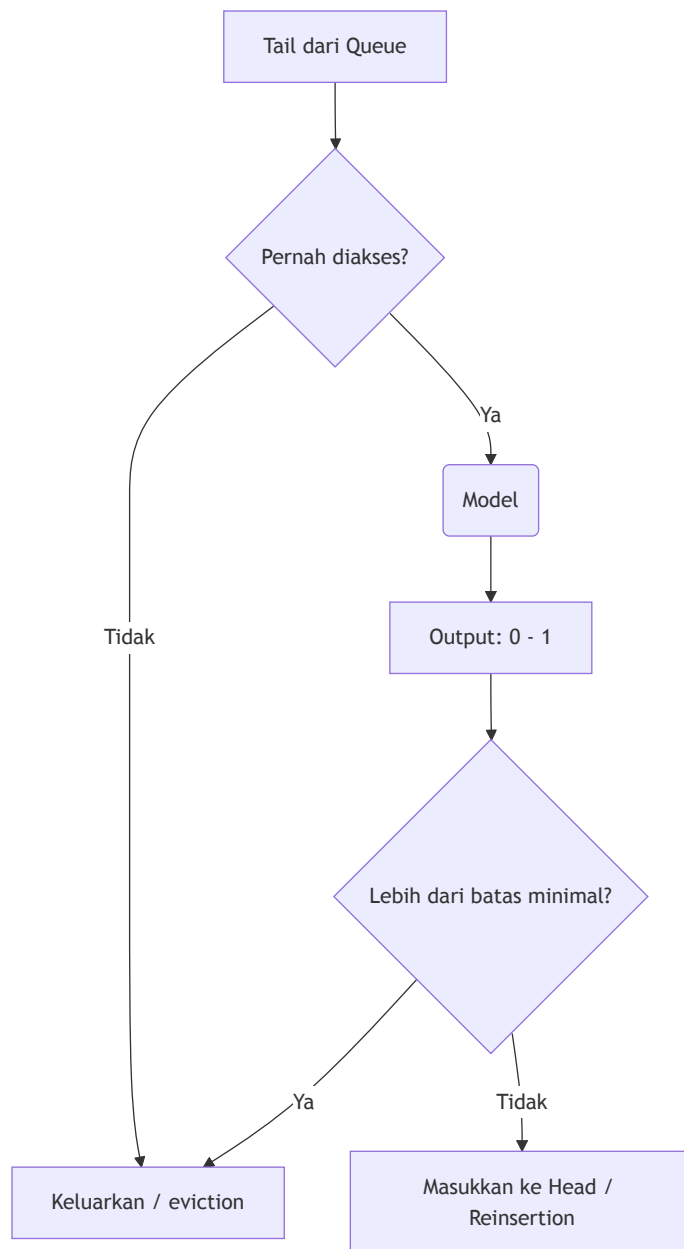 Tail dari Queue
Pernah diakses?
Ya
Model
Tidak
Output: 0 - 1
Lebih dari batas minimal?
Ya
Tidak
Keluarkan / eviction
Masukkan ke Head /
Reinsertion